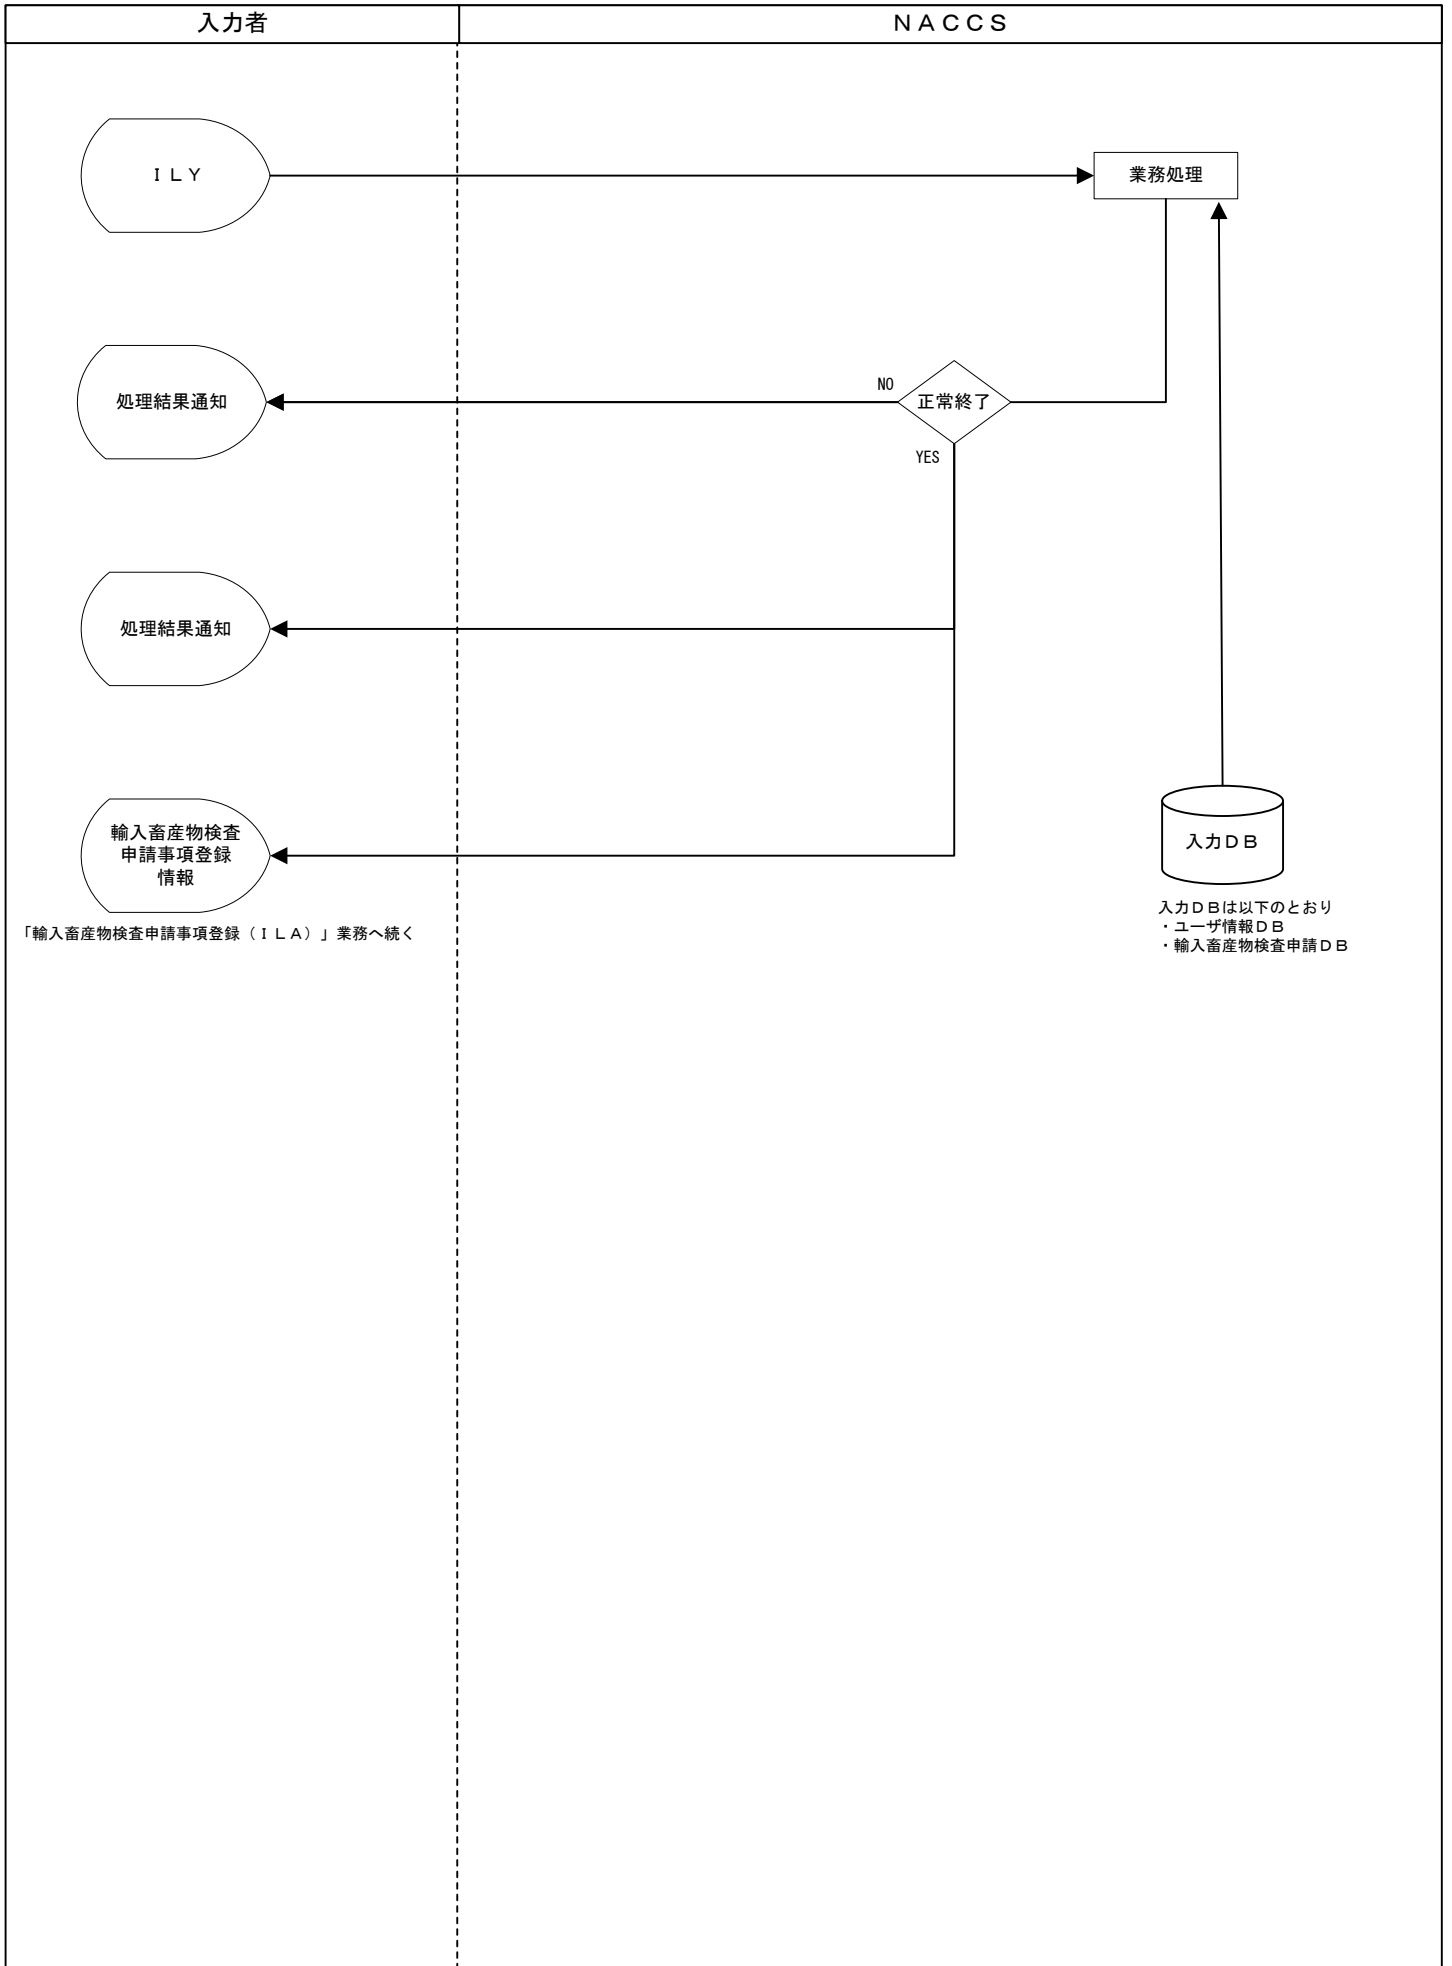 入力者
ＮＡＣＣＳ
ＩＬＹ
業務処理
処理結果通知
NO
正常終了
YES
処理結果通知
輸入畜産物検査
申請事項登録
情報
「輸入畜産物検査申請事項登録（ＩＬＡ）」業務へ続く
入力ＤＢ
入力ＤＢは以下のとおり
・ユーザ情報ＤＢ
・輸入畜産物検査申請ＤＢ